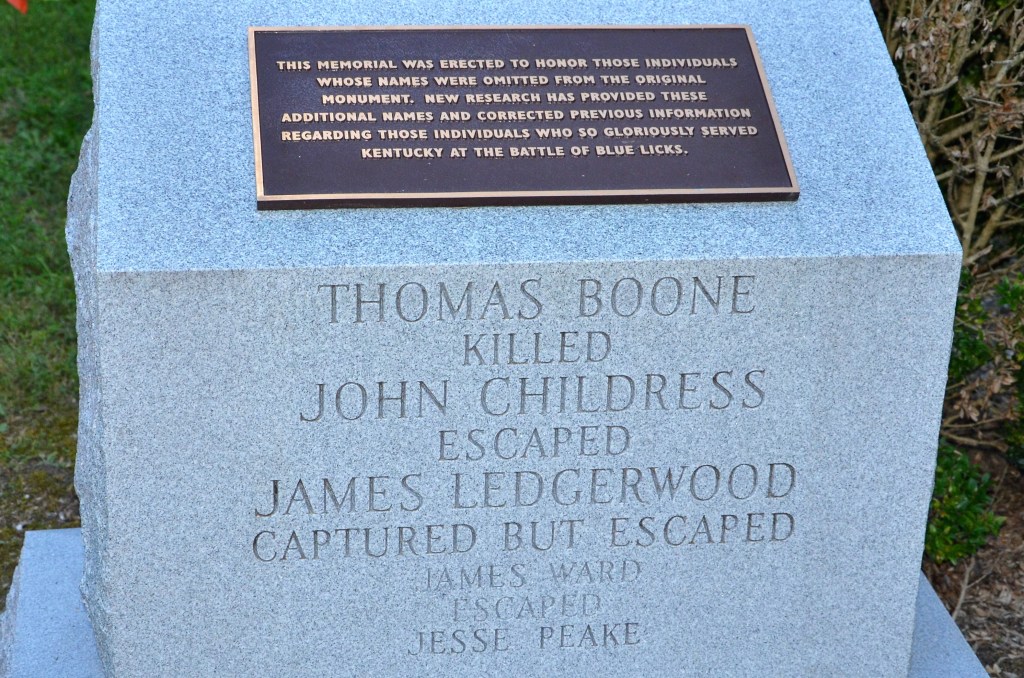 THIS MEMORIAL WAS ERECTED TO HONOR THOSE INDIVIDUALS
WHOSE NAMES WERE OMITTED FROM THE ORIGINAL
MONUMENT. NEW RESEARCH HAS PROVIDED THESE
ADDITIONAL NAMES AND CORRECTED PREVIOUS INFORMATION
REGARDING THOSE INDIVIDUALS WHO SO GLORIOUSLY SERVED
KENTUCKY AT THE BATTLE OF BLUE LICKS.
THOMAS BOONE
KILLED
JOHN CHILDRESS
ESCAPED
JAMES LEDGERWOOD
CAPTURED BUT ESCAPED
JAMES WARD
ESCAPED
JESSE PEAKE